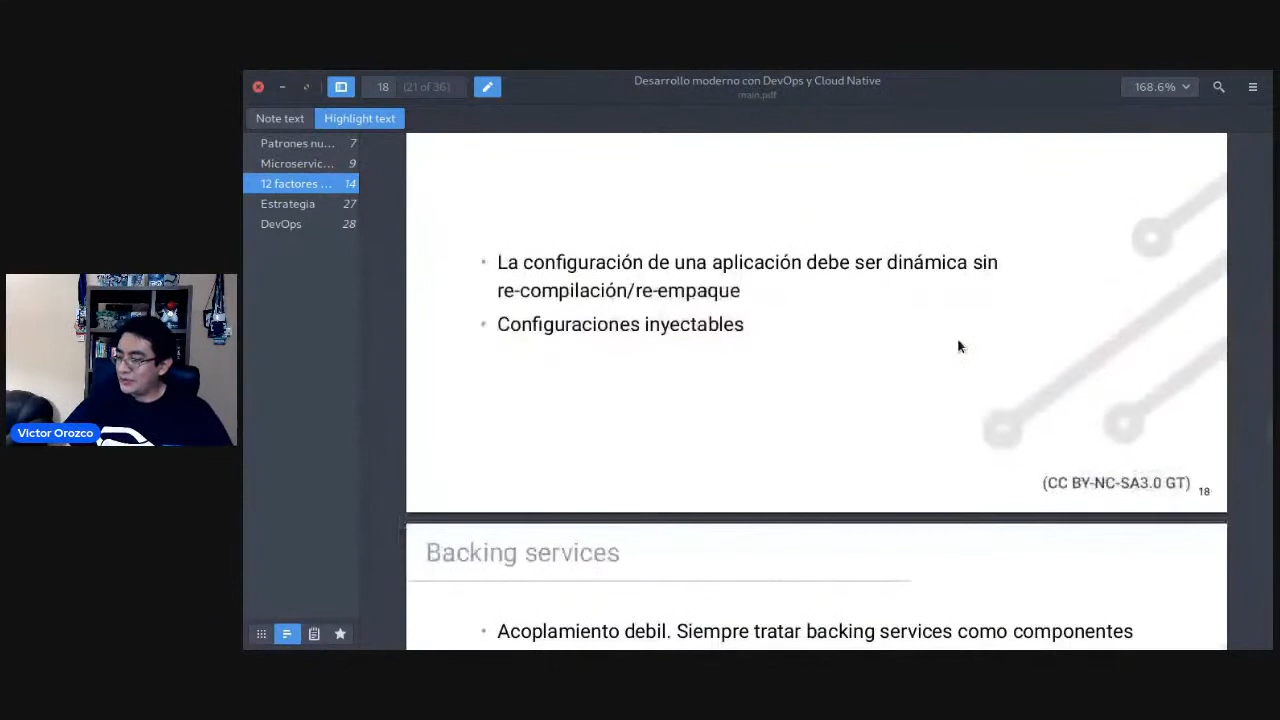 Desarrollo moderno con DevOps y Cloud Native
main.pdf
18 (21 of 36)
168.6%
Note text
Highlight text
Patrones nu... 7
Microservic... 9
12 factores ... 14
Estrategia 27
DevOps 28
La configuración de una aplicación debe ser dinámica sin
re-compilación/re-empaque
Configuraciones inyectables
(CC BY-NC-SA3.0 GT) 18
Backing services
Acoplamiento debil. Siempre tratar backing services como componentes
Victor Orozco